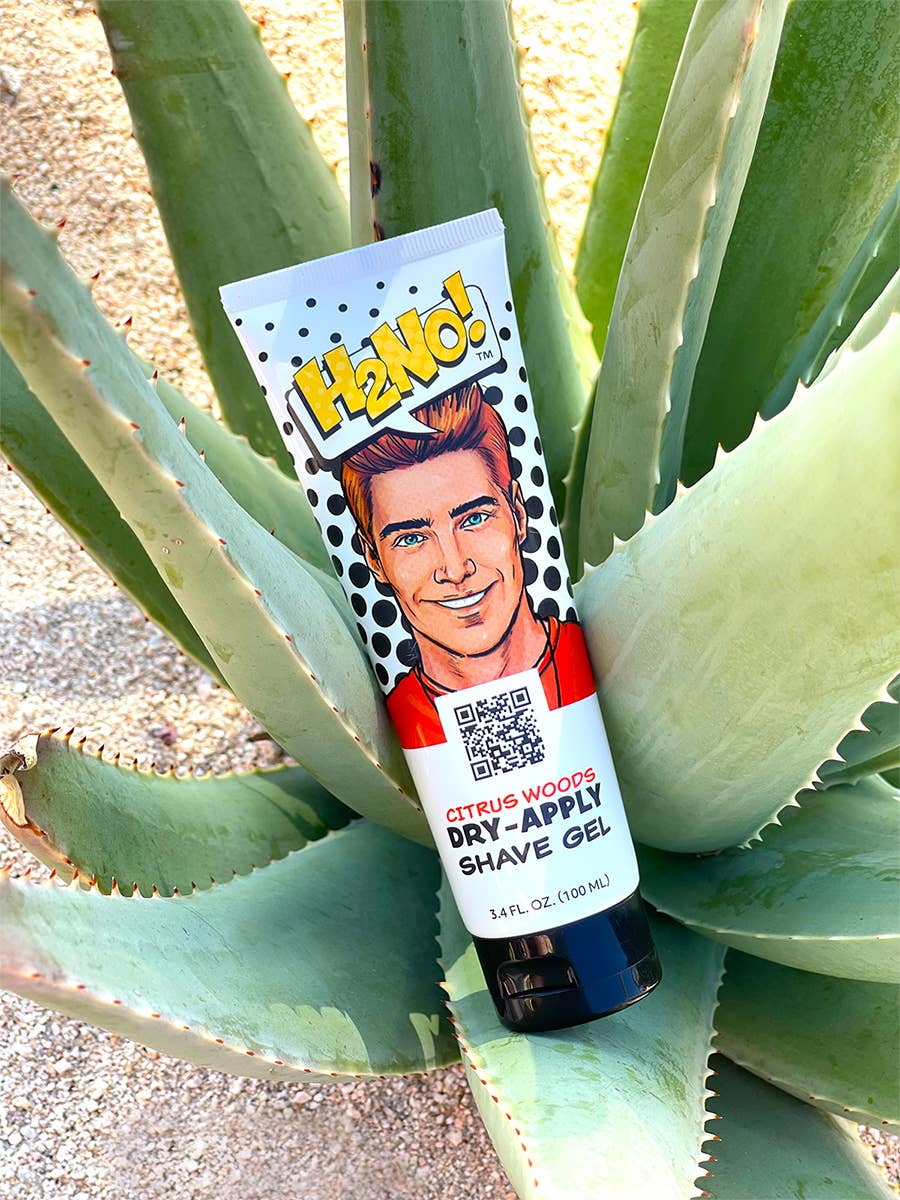 H2NO!
TM
CITRUS WOODS
DRY-APPLY
SHAVE GEL
3.4 FL. OZ. (100 ML)